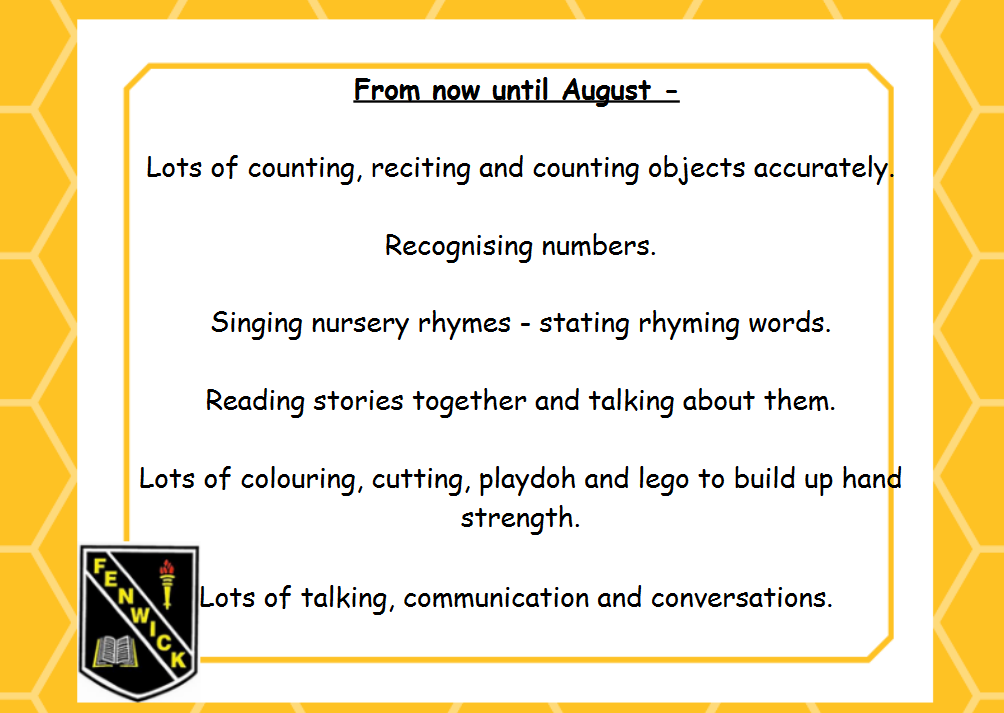 From now until August -
Lots of counting, reciting and counting objects accurately.
Recognising numbers.
Singing nursery rhymes - stating rhyming words.
Reading stories together and talking about them.
Lots of colouring, cutting, playdoh and lego to build up hand
strength.
FENWICK
Lots of talking, communication and conversations.